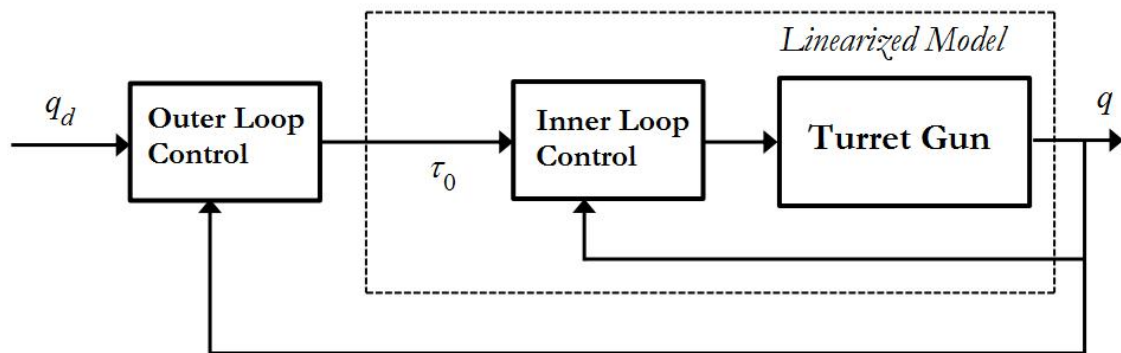 Linearized Model
q_d
Outer Loop
Control
τ_0
Inner Loop
Control
Turret Gun
q